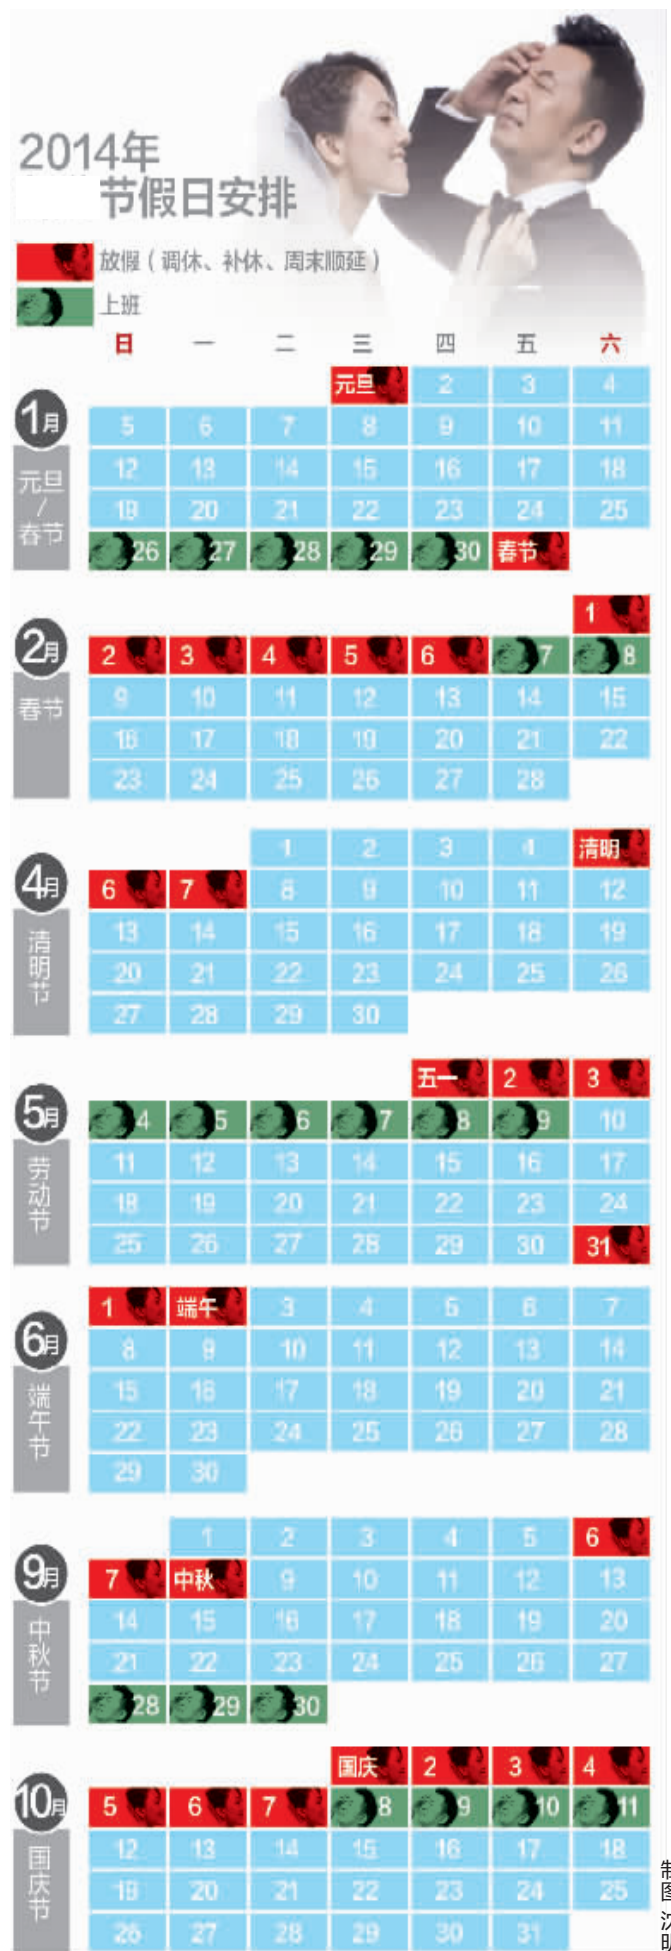 2014年
节假日安排
放假（调休、补休、周末顺延）
上班
日 一 二 三 四 五 六
1月
元旦/春节
元旦 2 3 4
5 6 7 8 9 10 11
12 13 14 15 16 17 18
19 20 21 22 23 24 25
26 27 28 29 30 春节
2月
春节
1
2 3 4 5 6 7 8
9 10 11 12 13 14 15
16 17 18 19 20 21 22
23 24 25 26 27 28
4月
清明节
1 2 3 4 清明
6 7 8 9 10 11 12
13 14 15 16 17 18 19
20 21 22 23 24 25 26
27 28 29 30
5月
劳动节
五一 2 3
4 5 6 7 8 9 10
11 12 13 14 15 16 17
18 19 20 21 22 23 24
25 26 27 28 29 30 31
6月
端午节
1 端午 3 4 5 6 7
8 9 10 11 12 13 14
15 16 17 18 19 20 21
22 23 24 25 26 27 28
29 30
9月
中秋节
1 2 3 4 5 6
7 中秋 9 10 11 12 13
14 15 16 17 18 19 20
21 22 23 24 25 26 27
28 29 30
10月
国庆节
国庆 2 3 4
5 6 7 8 9 10 11
12 13 14 15 16 17 18
19 20 21 22 23 24 25
26 27 28 29 30 31